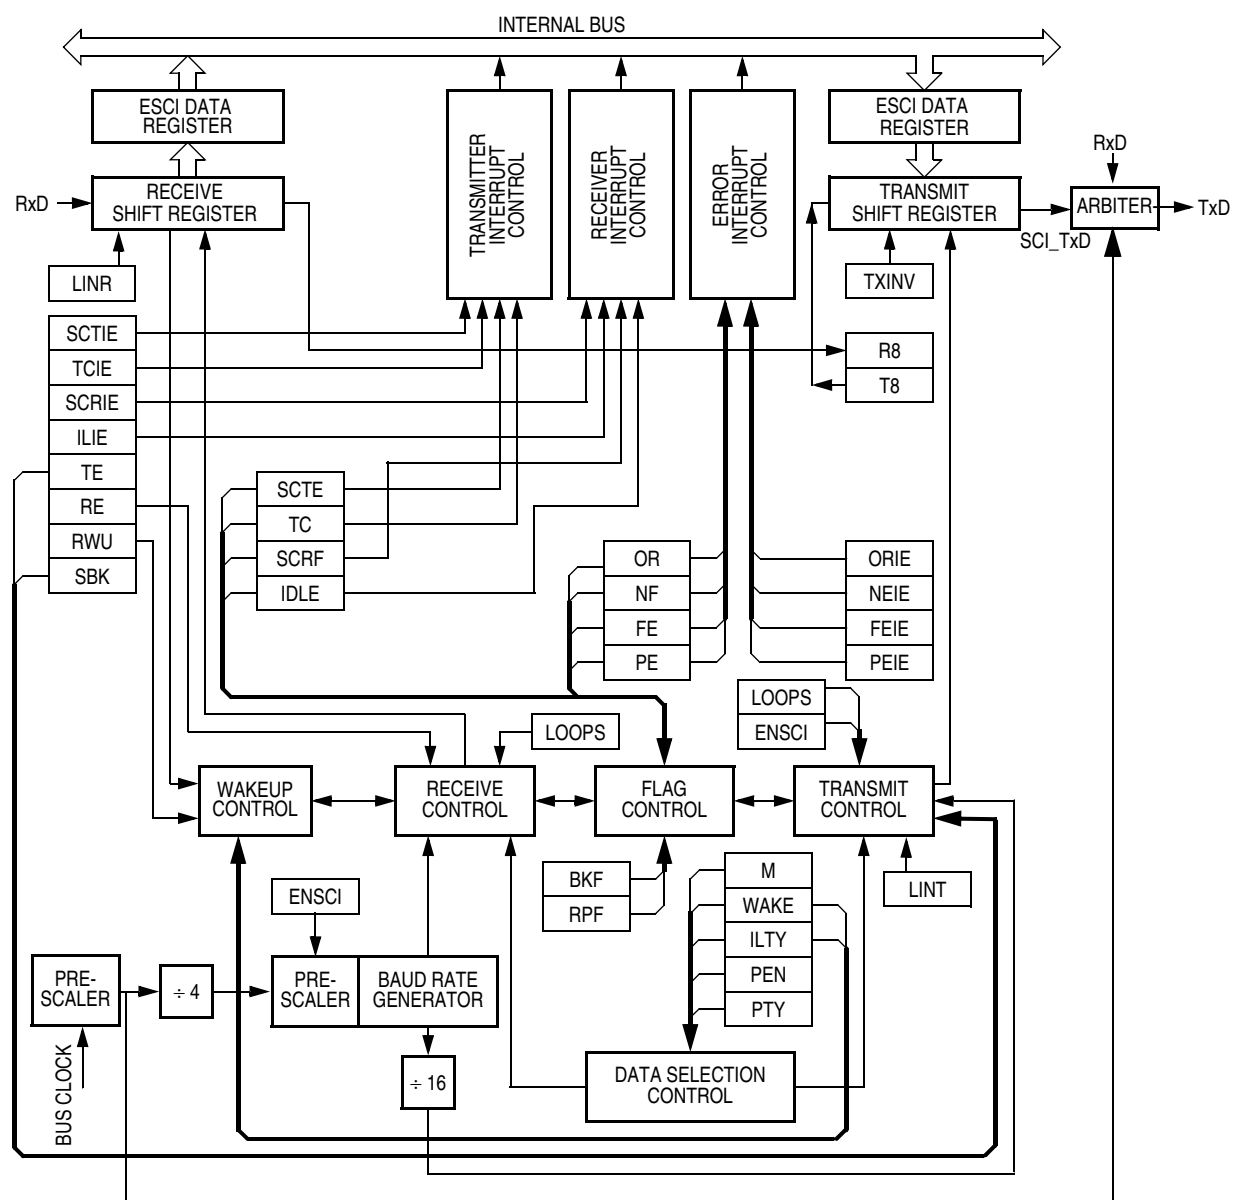 INTERNAL BUS
ESCI DATA
REGISTER
RECEIVE
SHIFT REGISTER
RxD
LINR
TRANSMITTER
INTERRUPT
CONTROL
RECEIVER
INTERRUPT
CONTROL
ERROR
INTERRUPT
CONTROL
ESCI DATA
REGISTER
TRANSMIT
SHIFT REGISTER
RxD
ARBITER
TxD
SCI_TxD
TXINV
R8
T8
SCTIE
TCIE
SCRIE
ILIE
TE
RE
RWU
SBK
SCTE
TC
SCRF
IDLE
OR
NF
FE
PE
ORIE
NEIE
FEIE
PEIE
LOOPS
LOOPS
ENSCI
WAKEUP
CONTROL
RECEIVE
CONTROL
FLAG
CONTROL
TRANSMIT
CONTROL
BKF
RPF
M
WAKE
ILTY
PEN
PTY
LINT
ENSCI
PRE-
SCALER
÷ 4
PRE-
SCALER
BAUD RATE
GENERATOR
÷ 16
DATA SELECTION
CONTROL
BUS CLOCK